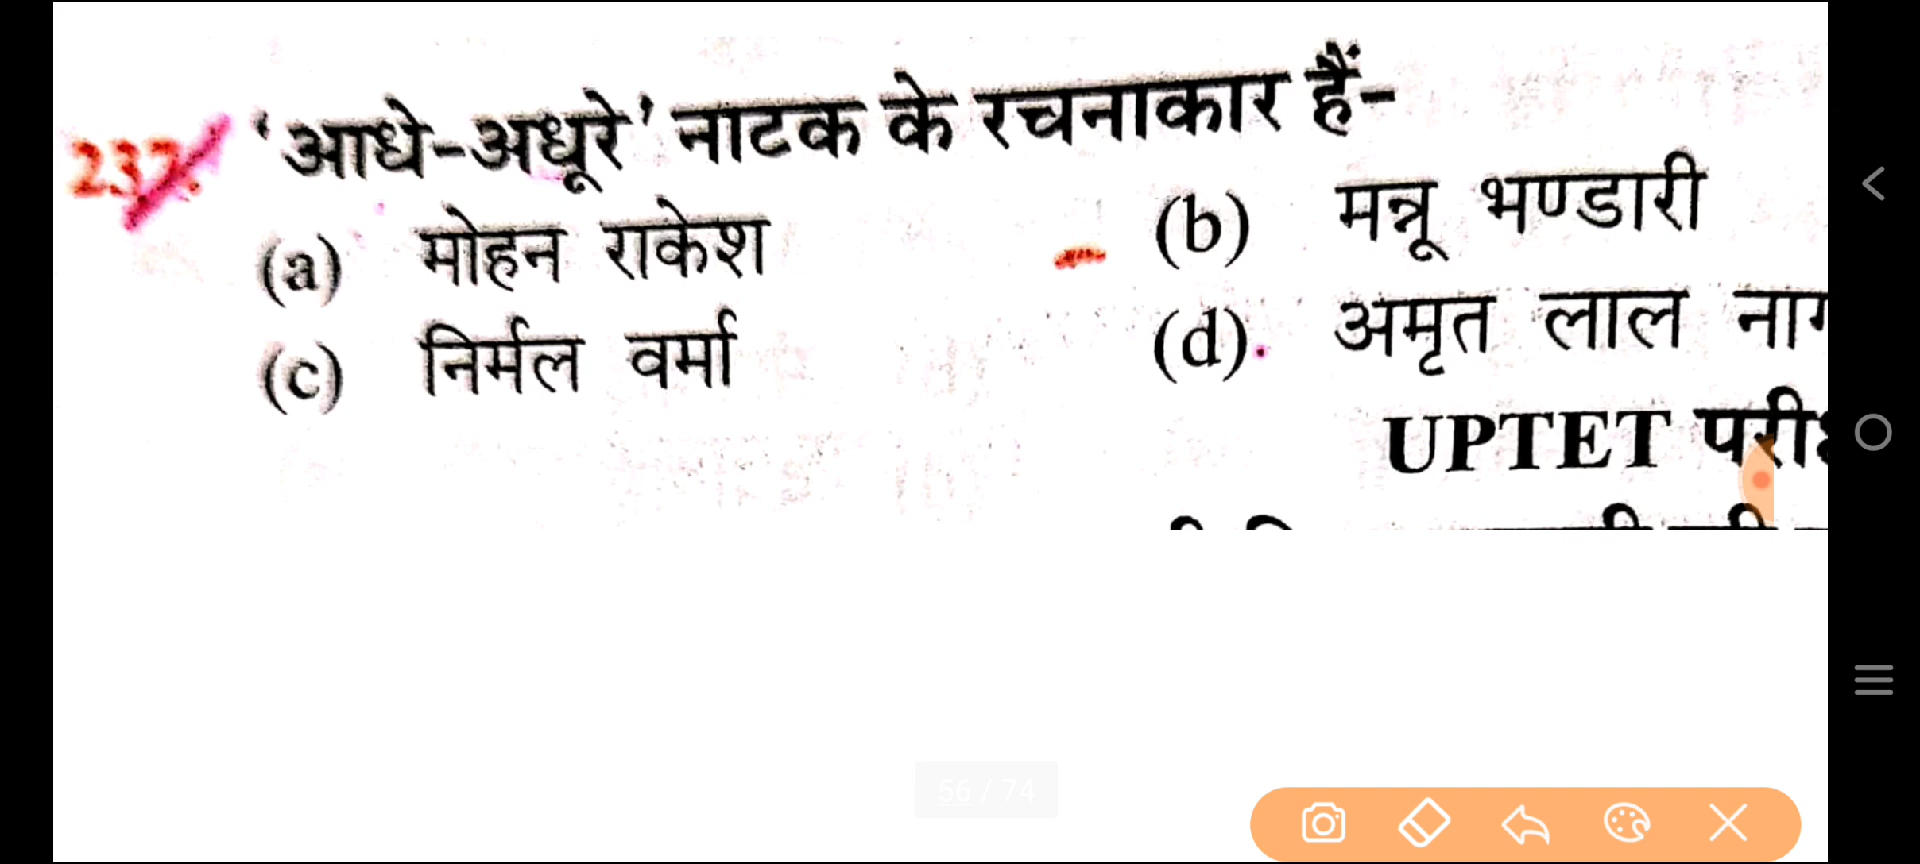 237. 'आधे-अधूरे' नाटक के रचनाकार हैं-
(a) मोहन राकेश (b) मन्नू भण्डारी
(c) निर्मल वर्मा (d). अमृत लाल
UPTET
56 / 74